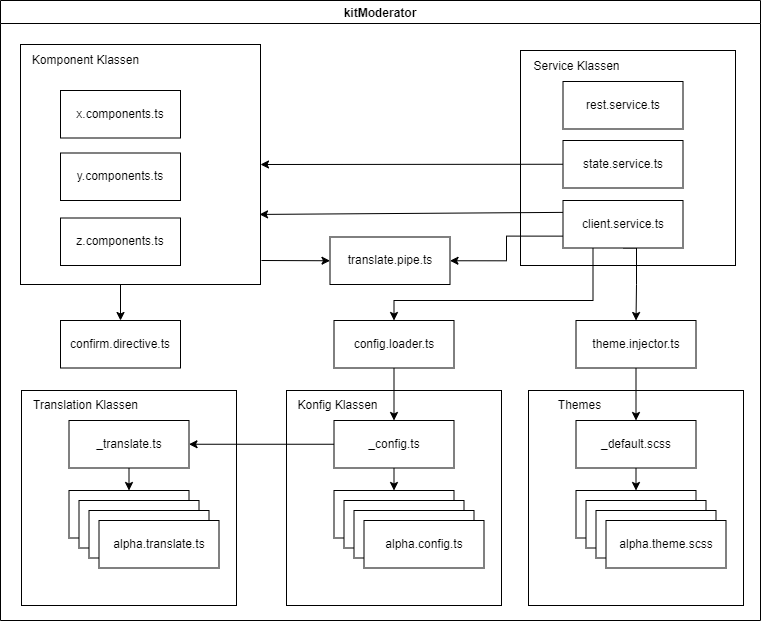 kitModerator
Komponent Klassen
x.components.ts
y.components.ts
z.components.ts
Service Klassen
rest.service.ts
state.service.ts
client.service.ts
translate.pipe.ts
confirm.directive.ts
config.loader.ts
theme.injector.ts
Translation Klassen
_translate.ts
alpha.translate.ts
Konfig Klassen
_config.ts
alpha.config.ts
Themes
_default.scss
alpha.theme.scss